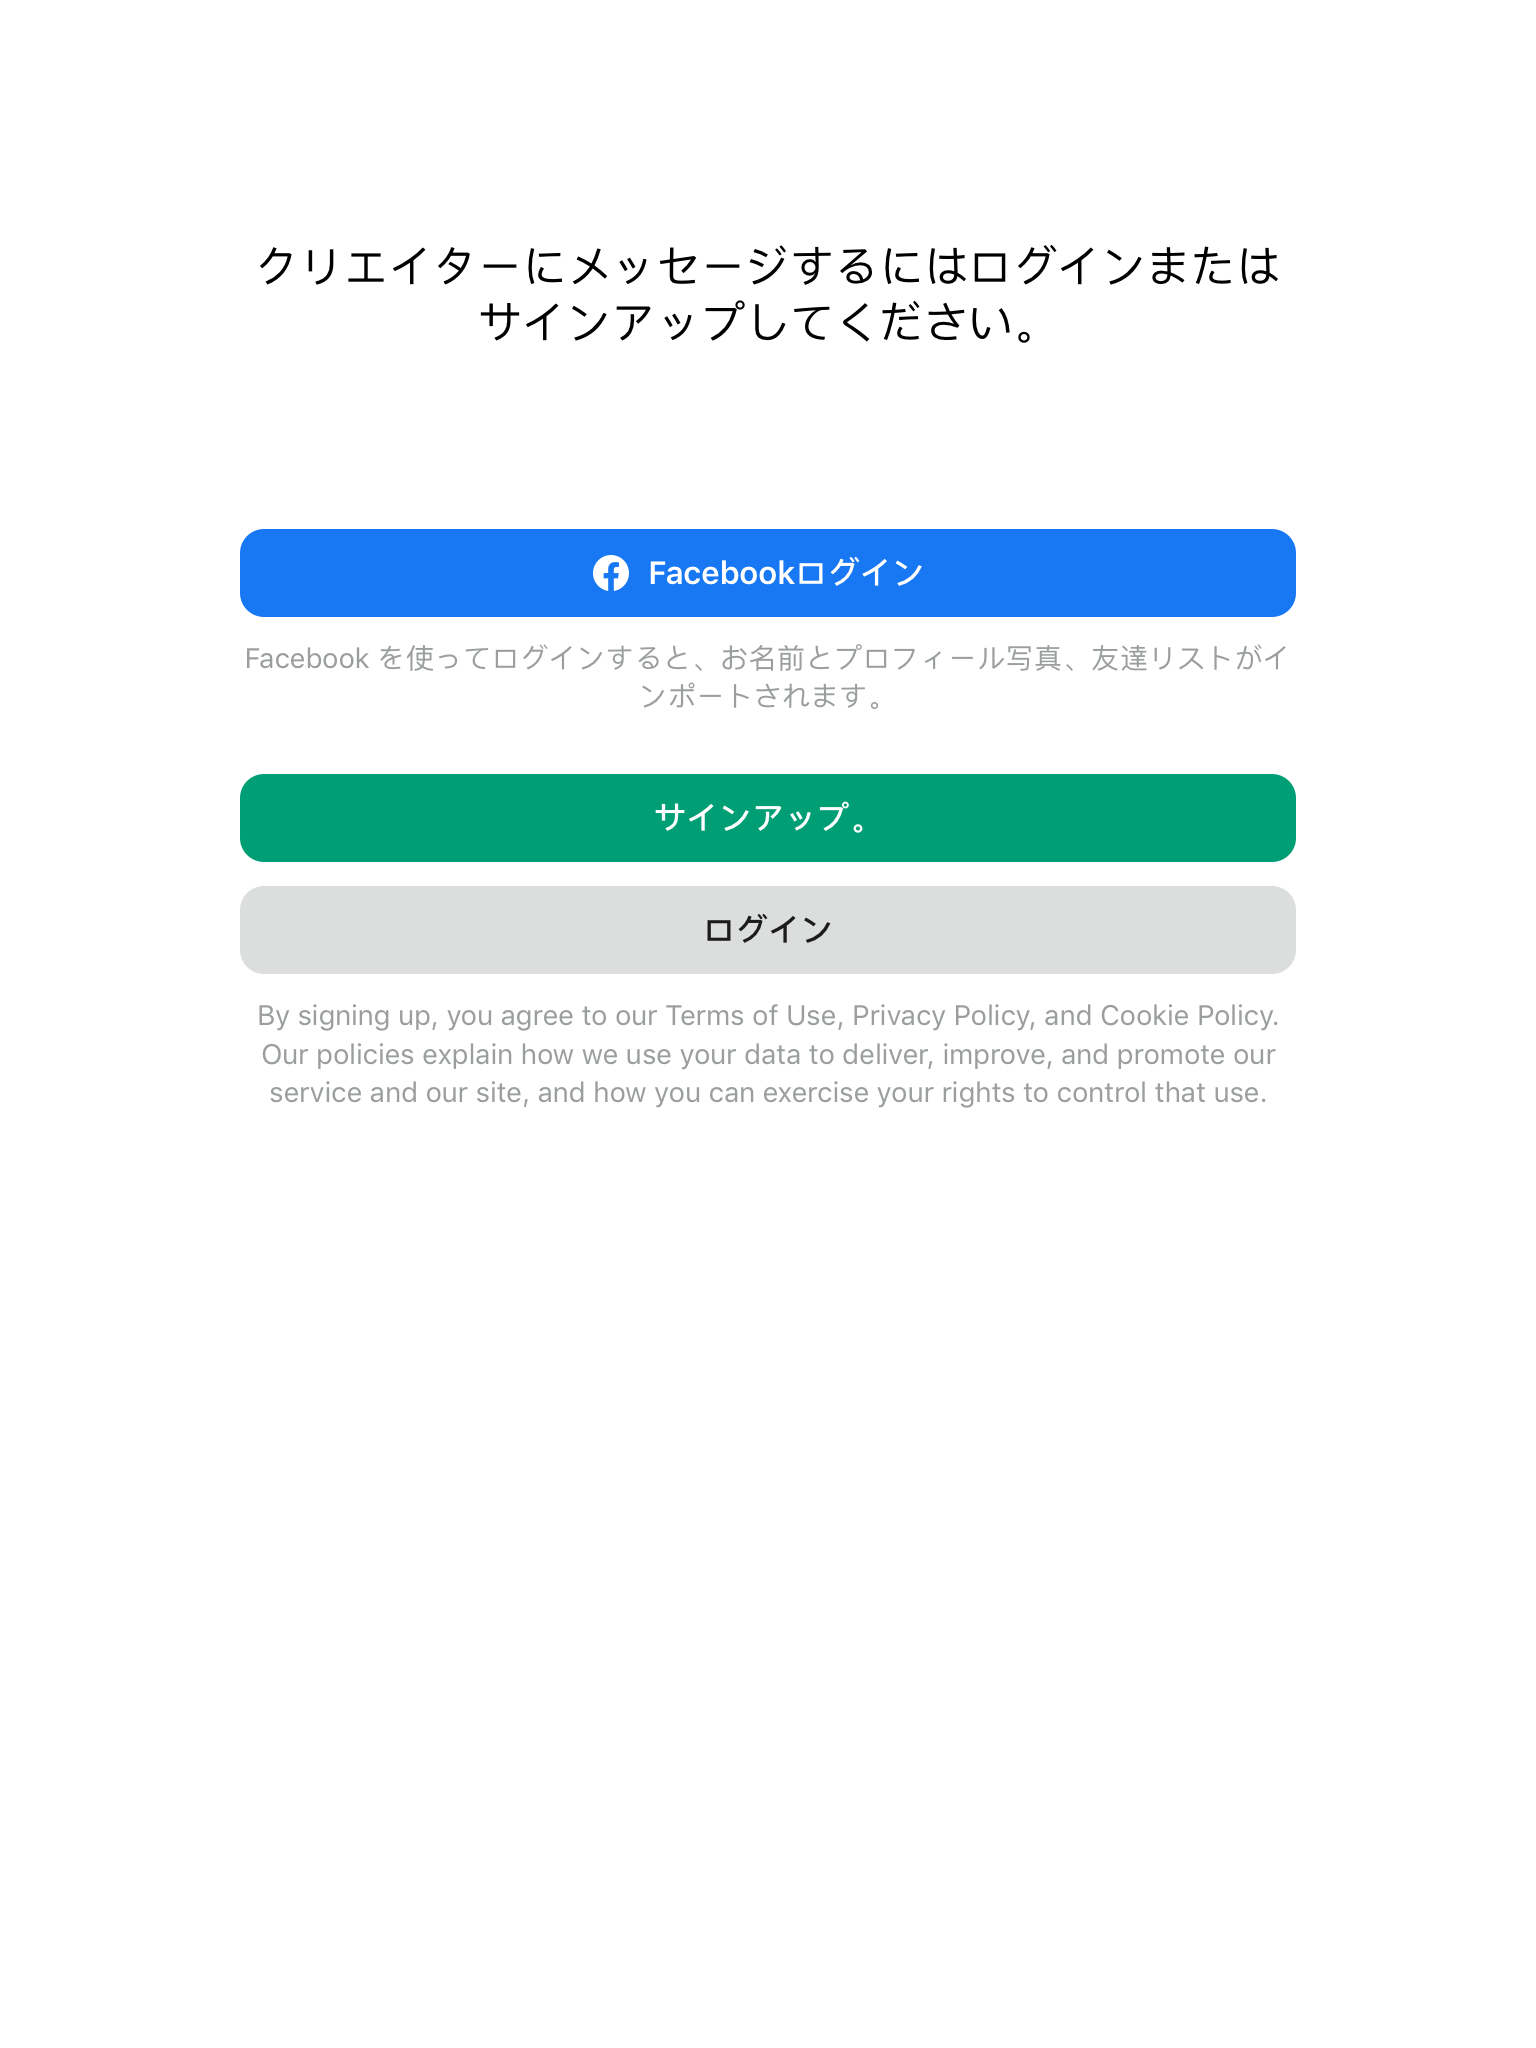 クリエイターにメッセージするにはログインまたは
サインアップしてください。
Facebookログイン
Facebook を使ってログインすると、お名前とプロフィール写真、友達リストがイ
ンポートされます。
サインアップ。
ログイン
By signing up, you agree to our Terms of Use, Privacy Policy, and Cookie Policy.
Our policies explain how we use your data to deliver, improve, and promote our
service and our site, and how you can exercise your rights to control that use.